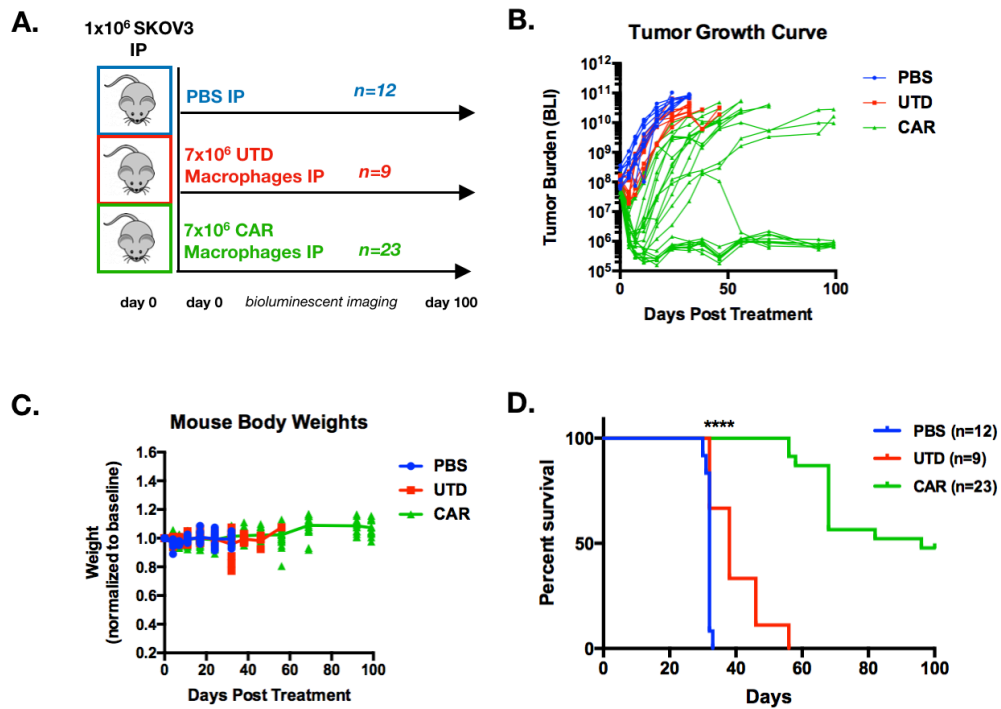 A.
1x10⁶ SKOV3
IP
PBS IP n=12
7x10⁶ UTD
Macrophages IP n=9
7x10⁶ CAR
Macrophages IP n=23
day 0 day 0 bioluminescent imaging day 100
B.
Tumor Growth Curve
Tumor Burden (BLI)
10¹²
10¹¹
10¹⁰
10⁹
10⁸
10⁷
10⁶
10⁵
0 50 100
Days Post Treatment
PBS
UTD
CAR
C.
Mouse Body Weights
Weight
(normalized to baseline)
1.6
1.4
1.2
1.0
0.8
0.6
0.4
0.2
0 20 40 60 80 100
Days Post Treatment
PBS
UTD
CAR
D.
****
Percent survival
100
50
0
0 20 40 60 80 100
Days
PBS (n=12)
UTD (n=9)
CAR (n=23)